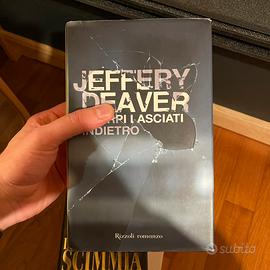 JEFFERY
DEAVER
LASCIATI
INDIETRO
Rizzoli romanzo
SCIMMIA
subito